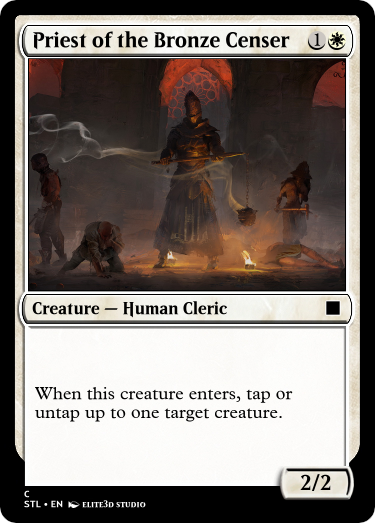 Priest of the Bronze Censer 1
Creature — Human Cleric
When this creature enters, tap or
untap up to one target creature.
2/2
C
STL • EN ELITE3D STUDIO